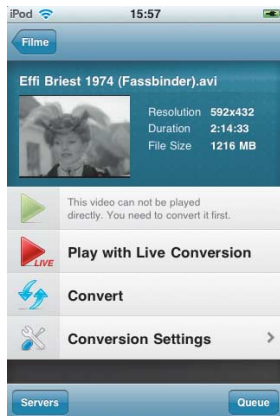 iPod 15:57
Filme
Effi Briest 1974 (Fassbinder).avi
Resolution 592x432
Duration 2:14:33
File Size 1216 MB
This video can not be played
directly. You need to convert it first.
LIVE Play with Live Conversion
Convert
Conversion Settings
Servers Queue